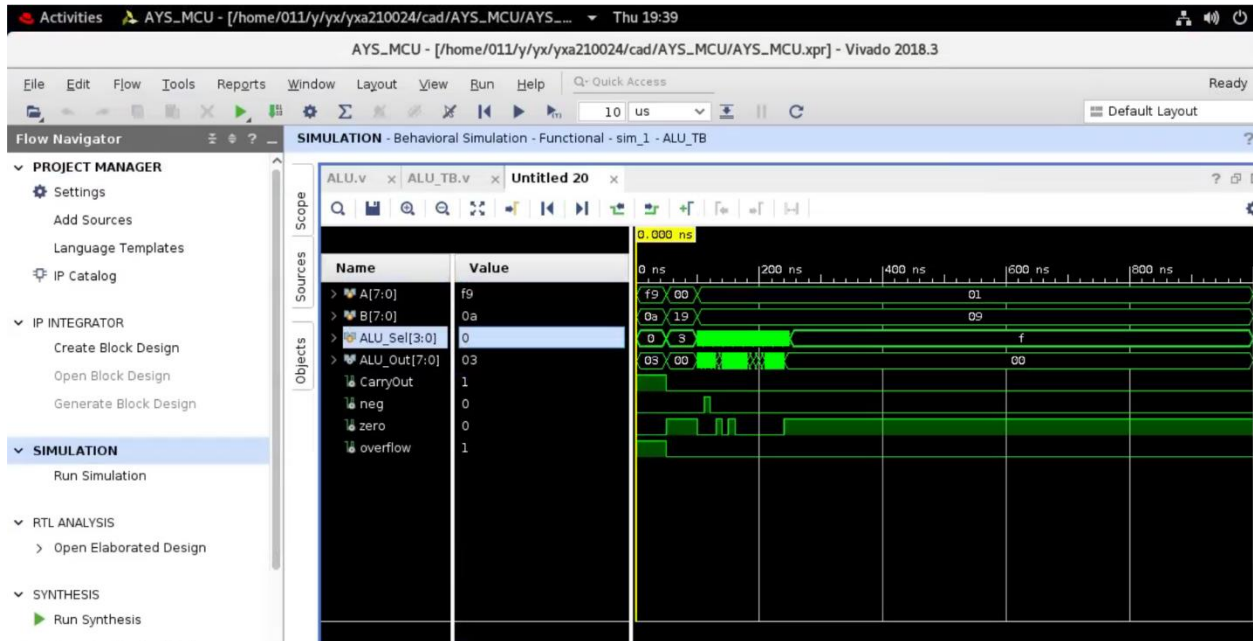 Activities AYS_MCU - [/home/011/y/yx/yxa210024/cad/AYS_MCU/AYS_... Thu 19:39
AYS_MCU - [/home/011/y/yx/yxa210024/cad/AYS_MCU/AYS_MCU.xpr] - Vivado 2018.3
File Edit Flow Tools Reports Window Layout View Run Help Q- Quick Access Ready
10 us Default Layout
Flow Navigator ? SIMULATION - Behavioral Simulation - Functional - sim_1 - ALU_TB ?
PROJECT MANAGER
Settings
Add Sources
Language Templates
IP Catalog
IP INTEGRATOR
Create Block Design
Open Block Design
Generate Block Design
SIMULATION
Run Simulation
RTL ANALYSIS
Open Elaborated Design
SYNTHESIS
Run Synthesis
Scope
Sources
Objects
ALU.v × ALU_TB.v × Untitled 20 × ?
0.000 ns
Name Value 0 ns 200 ns 400 ns 600 ns 800 ns
A[7:0] f9 f9 00 01
B[7:0] 0a 0a 19 09
ALU_Sel[3:0] 0 0 3 f
ALU_Out[7:0] 03 03 00 00
CarryOut 1
neg 0
zero 0
overflow 1